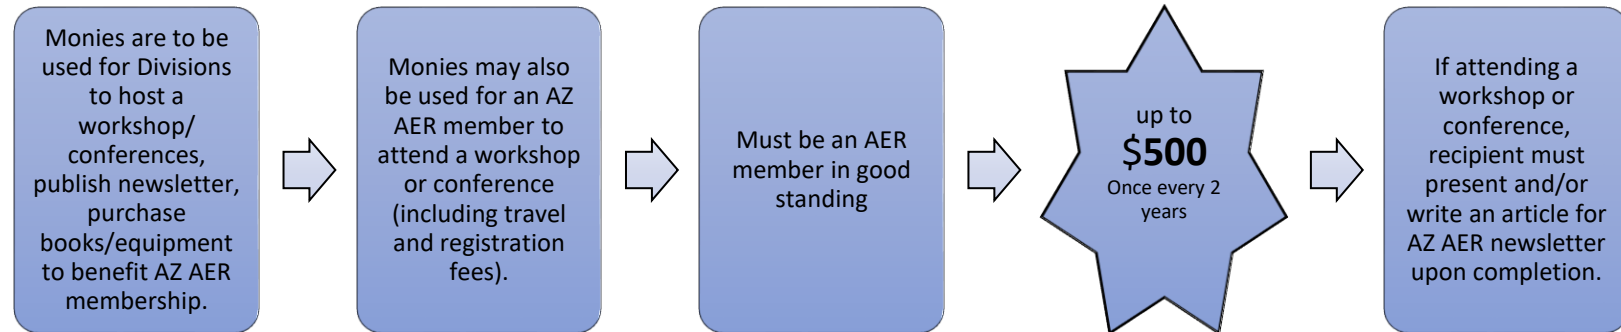 Monies are to be
used for Divisions
to host a
workshop/
conferences,
publish newsletter,
purchase
books/equipment
to benefit AZ AER
membership.
Monies may also
be used for an AZ
AER member to
attend a workshop
or conference
(including travel
and registration
fees).
Must be an AER
member in good
standing
up to
$500
Once every 2
years
If attending a
workshop or
conference,
recipient must
present and/or
write an article for
AZ AER newsletter
upon completion.